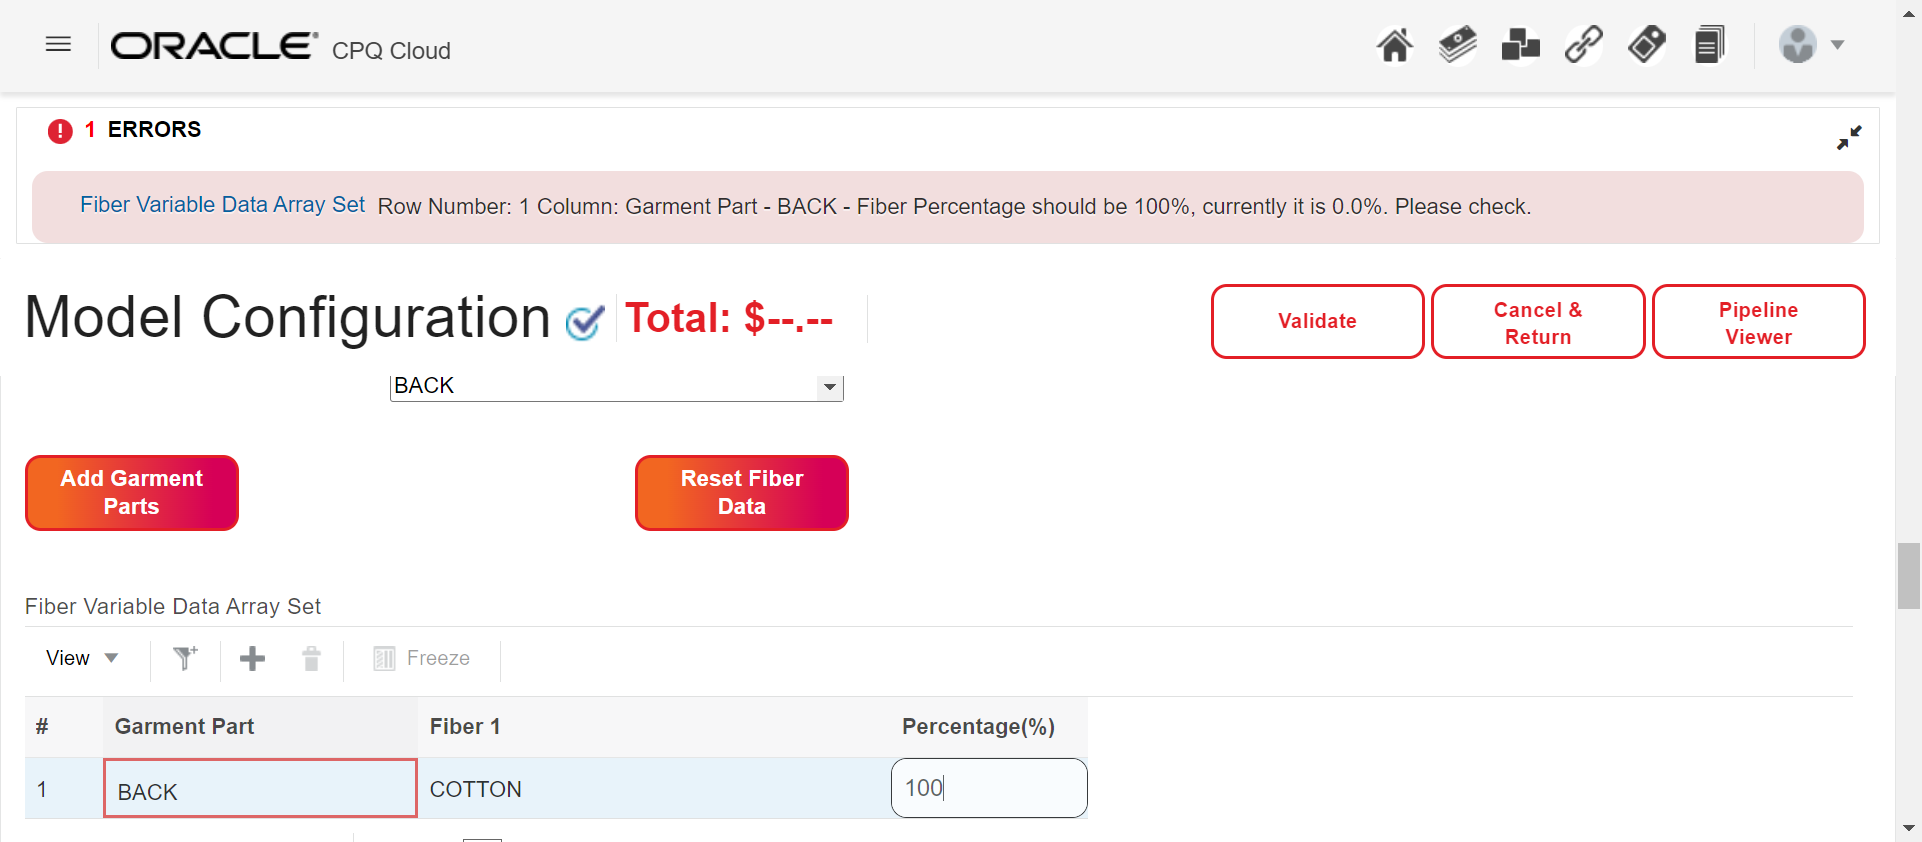 ORACLE® CPQ Cloud
1 ERRORS
Fiber Variable Data Array Set Row Number: 1 Column: Garment Part - BACK - Fiber Percentage should be 100%, currently it is 0.0%. Please check.
Model Configuration Total: $--.--
Validate
Cancel &
Return
Pipeline
Viewer
BACK
Add Garment
Parts
Reset Fiber
Data
Fiber Variable Data Array Set
View Freeze
# Garment Part Fiber 1 Percentage(%)
1 BACK COTTON 100